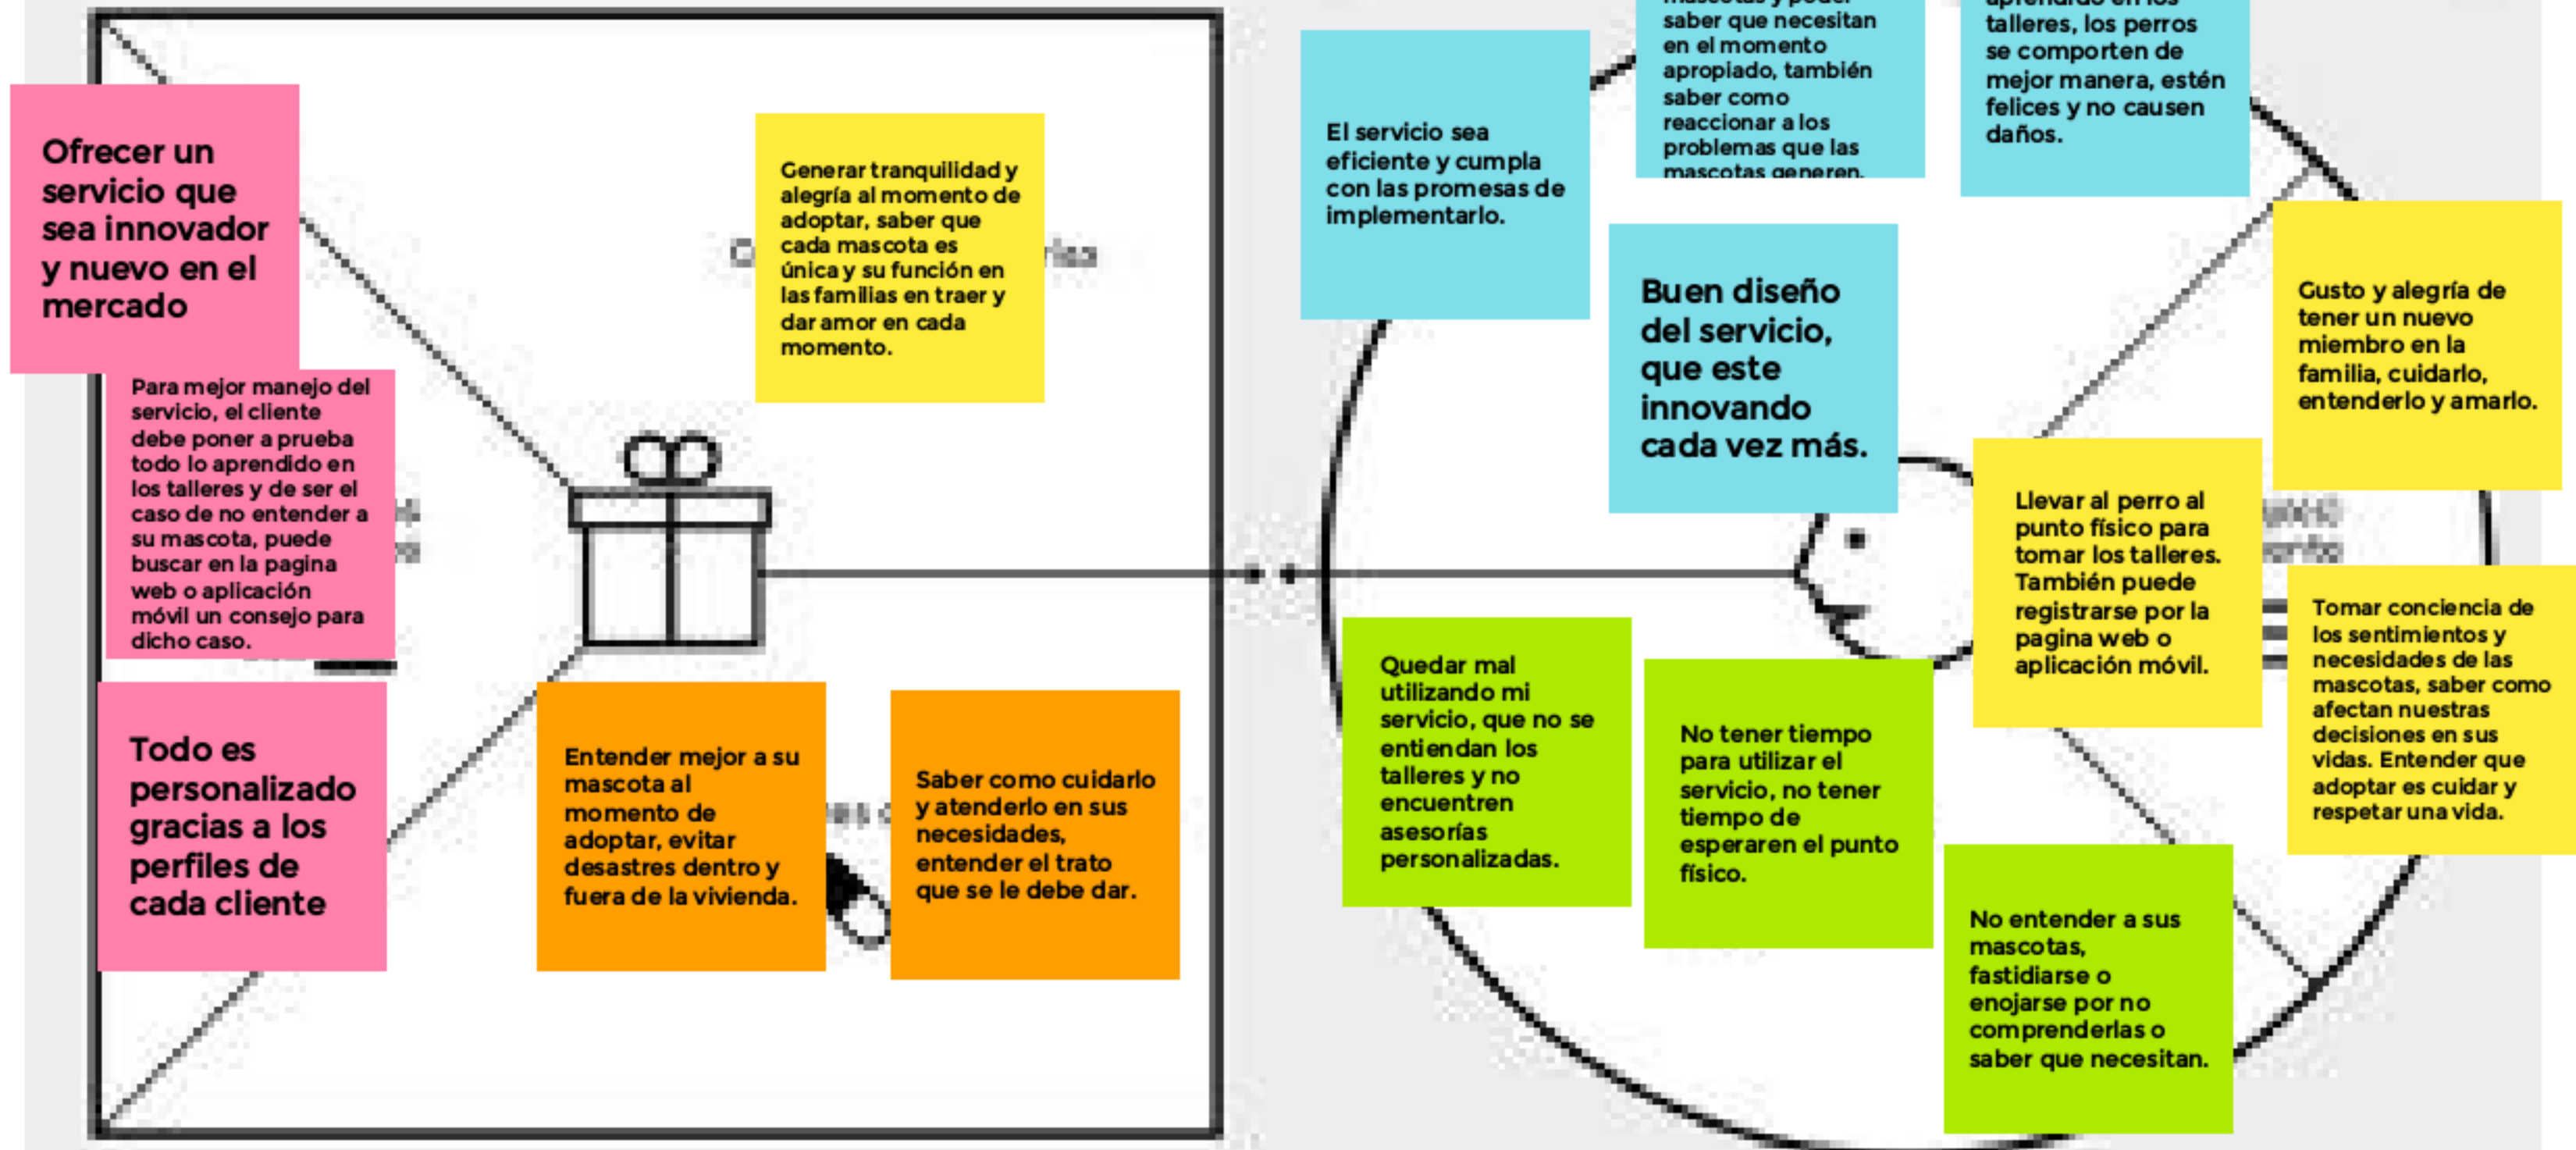 Ofrecer un
servicio que
sea innovador
y nuevo en el
mercado
Para mejor manejo del
servicio, el cliente
debe poner a prueba
todo lo aprendido en
los talleres y de ser el
caso de no entender a
su mascota, puede
buscar en la pagina
web o aplicación
móvil un consejo para
dicho caso.
Todo es
personalizado
gracias a los
perfiles de
cada cliente
Generar tranquilidad y
alegría al momento de
adoptar, saber que
cada mascota es
única y su función en
las familias en traer y
dar amor en cada
momento.
Entender mejor a su
mascota al
momento de
adoptar, evitar
desastres dentro y
fuera de la vivienda.
Saber como cuidarlo
y atenderlo en sus
necesidades,
entender el trato
que se le debe dar.
El servicio sea
eficiente y cumpla
con las promesas de
implementarlo.
mascotas y poder
saber que necesitan
en el momento
apropiado, también
saber como
reaccionar a los
problemas que las
mascotas generen.
aprendido en los
talleres, los perros
se comporten de
mejor manera, estén
felices y no causen
daños.
Buen diseño
del servicio,
que este
innovando
cada vez más.
Gusto y alegría de
tener un nuevo
miembro en la
familia, cuidarlo,
entenderlo y amarlo.
Llevar al perro al
punto físico para
tomar los talleres.
También puede
registrarse por la
pagina web o
aplicación móvil.
Tomar conciencia de
los sentimientos y
necesidades de las
mascotas, saber como
afectan nuestras
decisiones en sus
vidas. Entender que
adoptar es cuidar y
respetar una vida.
Quedar mal
utilizando mi
servicio, que no se
entiendan los
talleres y no
encuentren
asesorías
personalizadas.
No tener tiempo
para utilizar el
servicio, no tener
tiempo de
esperaren el punto
físico.
No entender a sus
mascotas,
fastidiarse o
enojarse por no
comprenderlas o
saber que necesitan.